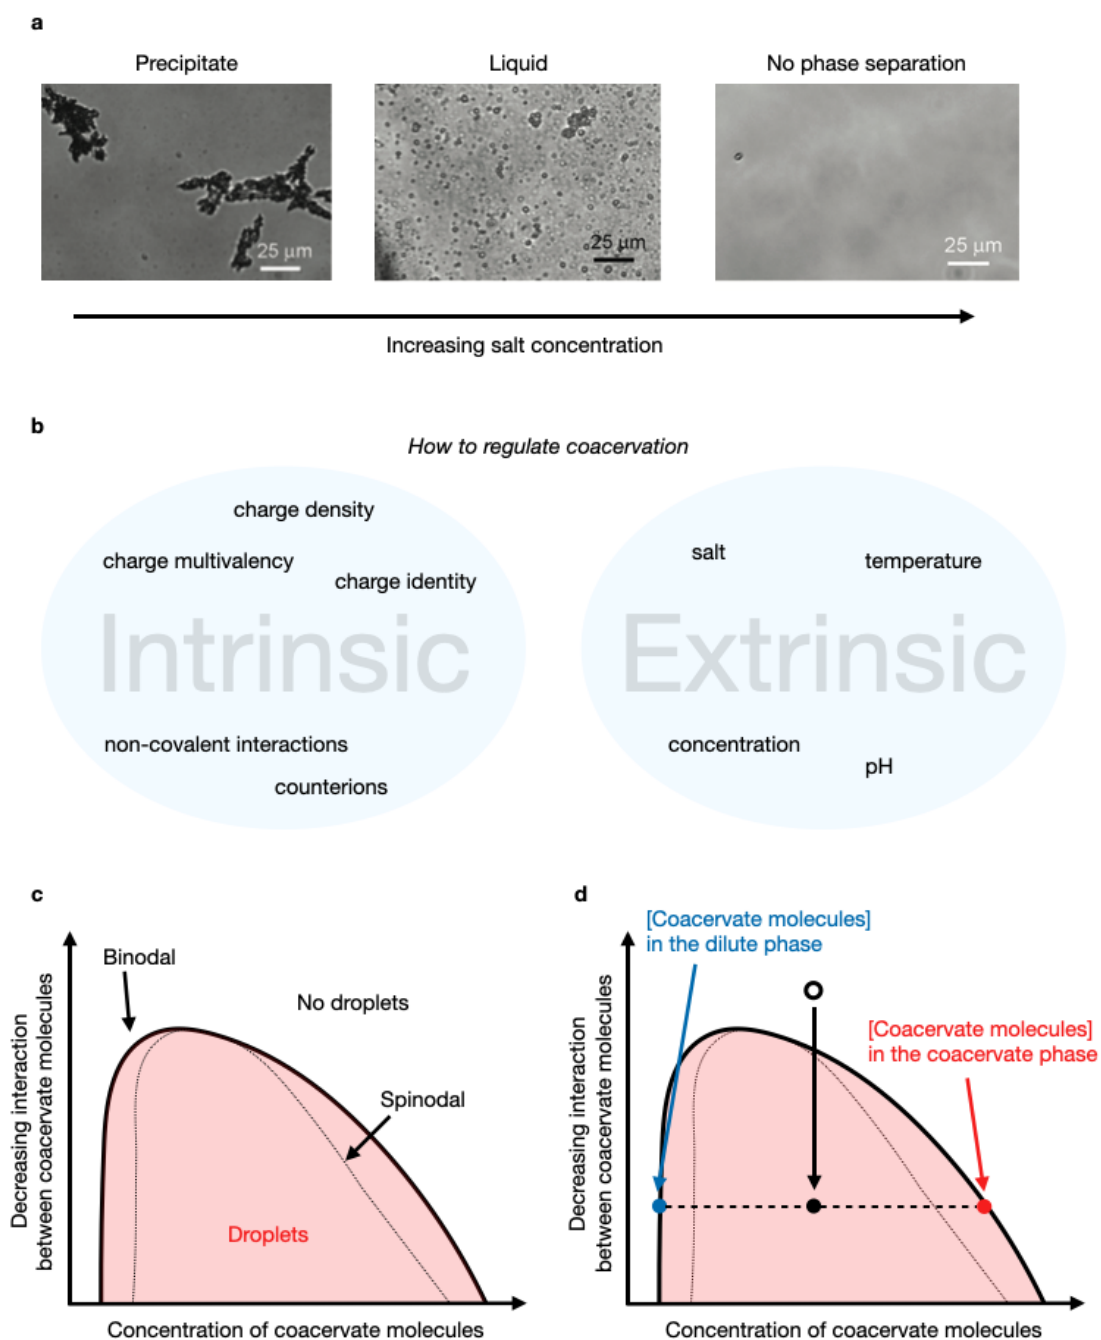 a
Precipitate
Liquid
No phase separation
25 μm
25 μm
25 μm
Increasing salt concentration
b
How to regulate coacervation
charge density
charge multivalency
charge identity
Intrinsic
non-covalent interactions
counterions
salt
temperature
Extrinsic
concentration
pH
c
Decreasing interaction
between coacervate molecules
Binodal
No droplets
Spinodal
Droplets
Concentration of coacervate molecules
d
[Coacervate molecules]
in the dilute phase
[Coacervate molecules]
in the coacervate phase
Decreasing interaction
between coacervate molecules
Concentration of coacervate molecules